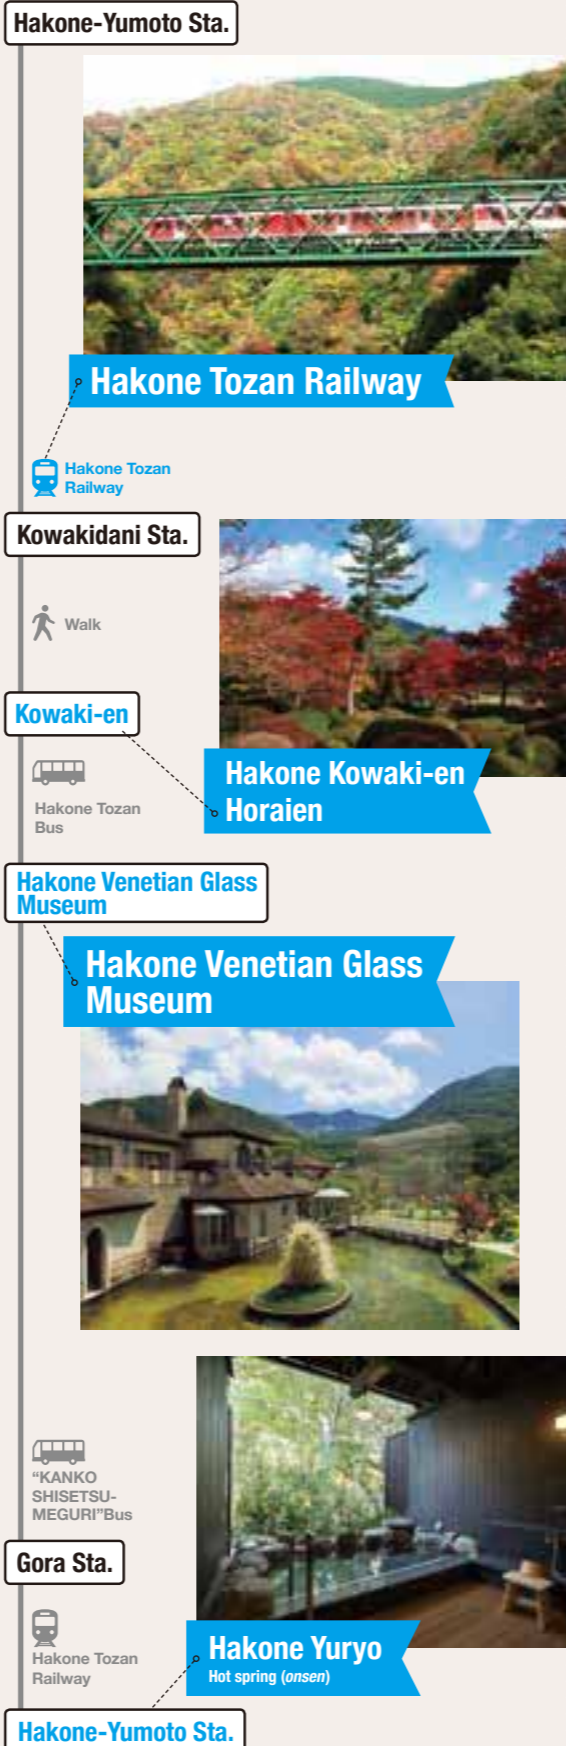 Hakone-Yumoto Sta.
Hakone Tozan Railway
Hakone Tozan
Railway
Kowakidani Sta.
Walk
Kowaki-en
Hakone Kowaki-en
Horaien
Hakone Tozan
Bus
Hakone Venetian Glass
Museum
Hakone Venetian Glass
Museum
“KANKO
SHISETSU-
MEGURI”Bus
Gora Sta.
Hakone Tozan
Railway
Hakone Yuryo
Hot spring (onsen)
Hakone-Yumoto Sta.